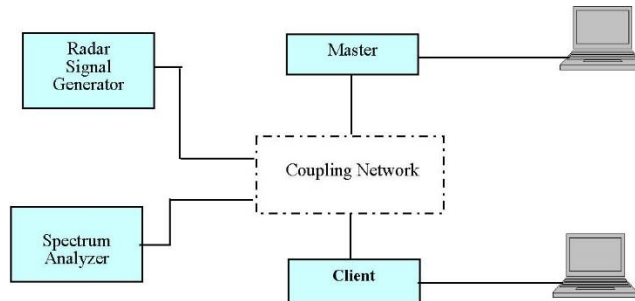 Radar
Signal
Generator
Master
Coupling Network
Spectrum
Analyzer
Client